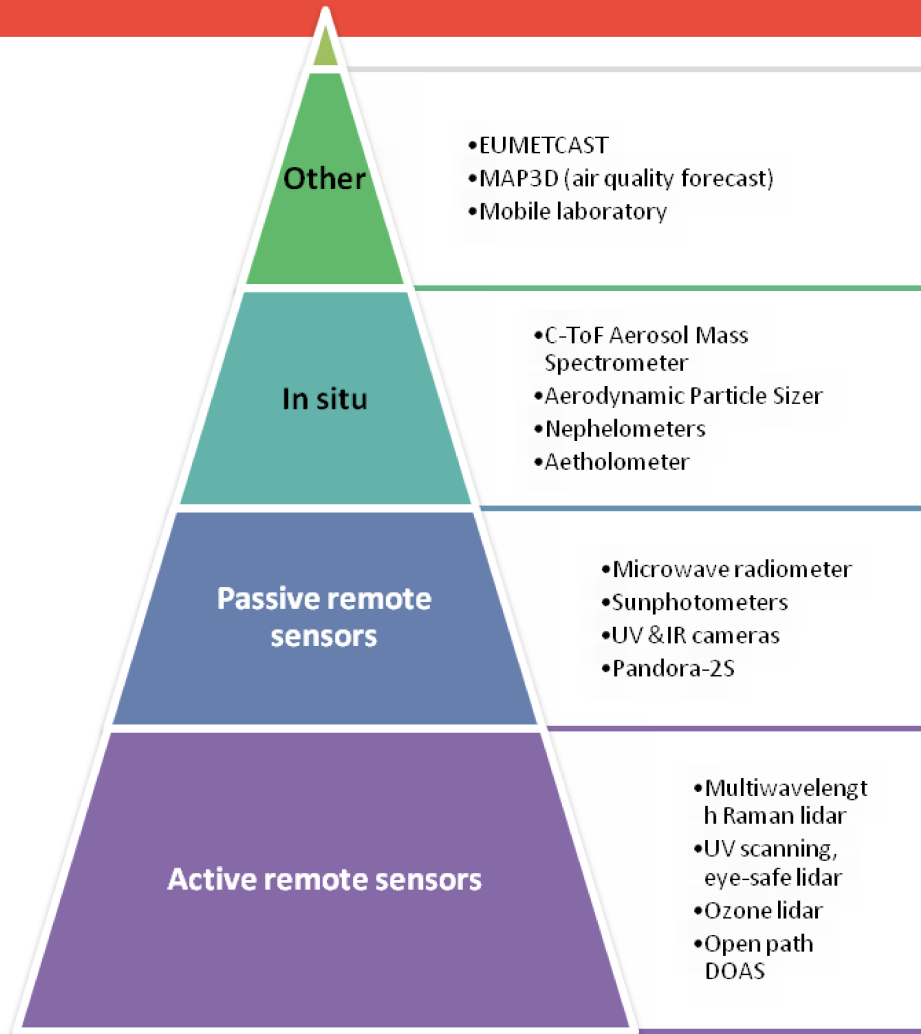 Other
•EUMETCAST
•MAP3D (air quality forecast)
•Mobile laboratory
In situ
•C-ToF Aerosol Mass
Spectrometer
•Aerodynamic Particle Sizer
•Nephelometers
•Aetholometer
Passive remote
sensors
•Microwave radiometer
•Sunphotometers
•UV &IR cameras
•Pandora-2S
Active remote sensors
•Multiwavelengt
h Raman lidar
•UV scanning,
eye-safe lidar
•Ozone lidar
•Open path
DOAS